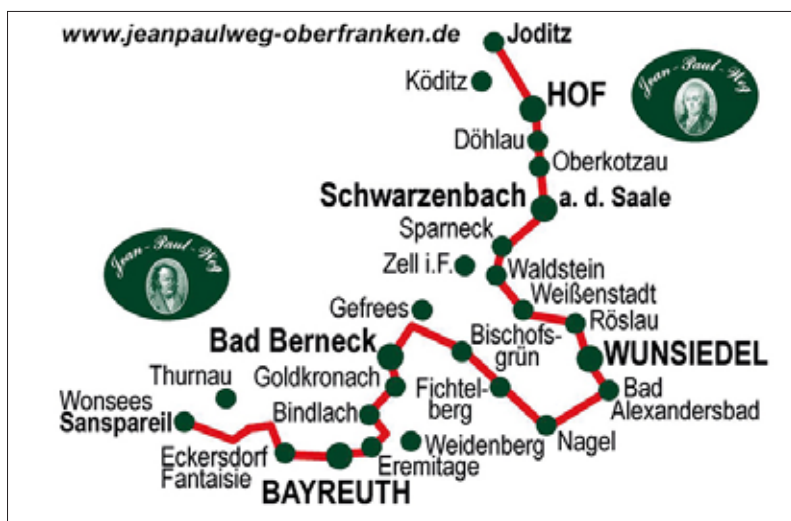 www.jeanpaulweg-oberfranken.de
Joditz
Köditz
HOF
Jean-Paul-Weg
Döhlau
Oberkotzau
Schwarzenbach a. d. Saale
Sparneck
Jean-Paul-Weg
Zell i.F.
Waldstein
Weißenstadt
Gefrees
Röslau
Bad Berneck
Bischofs-
grün
WUNSIEDEL
Thurnau
Goldkronach
Fichtel-
berg
Bad
Alexandersbad
Wonsees
Sanspareil
Bindlach
Weidenberg
Nagel
Eckersdorf
Fantaisie
Eremitage
BAYREUTH